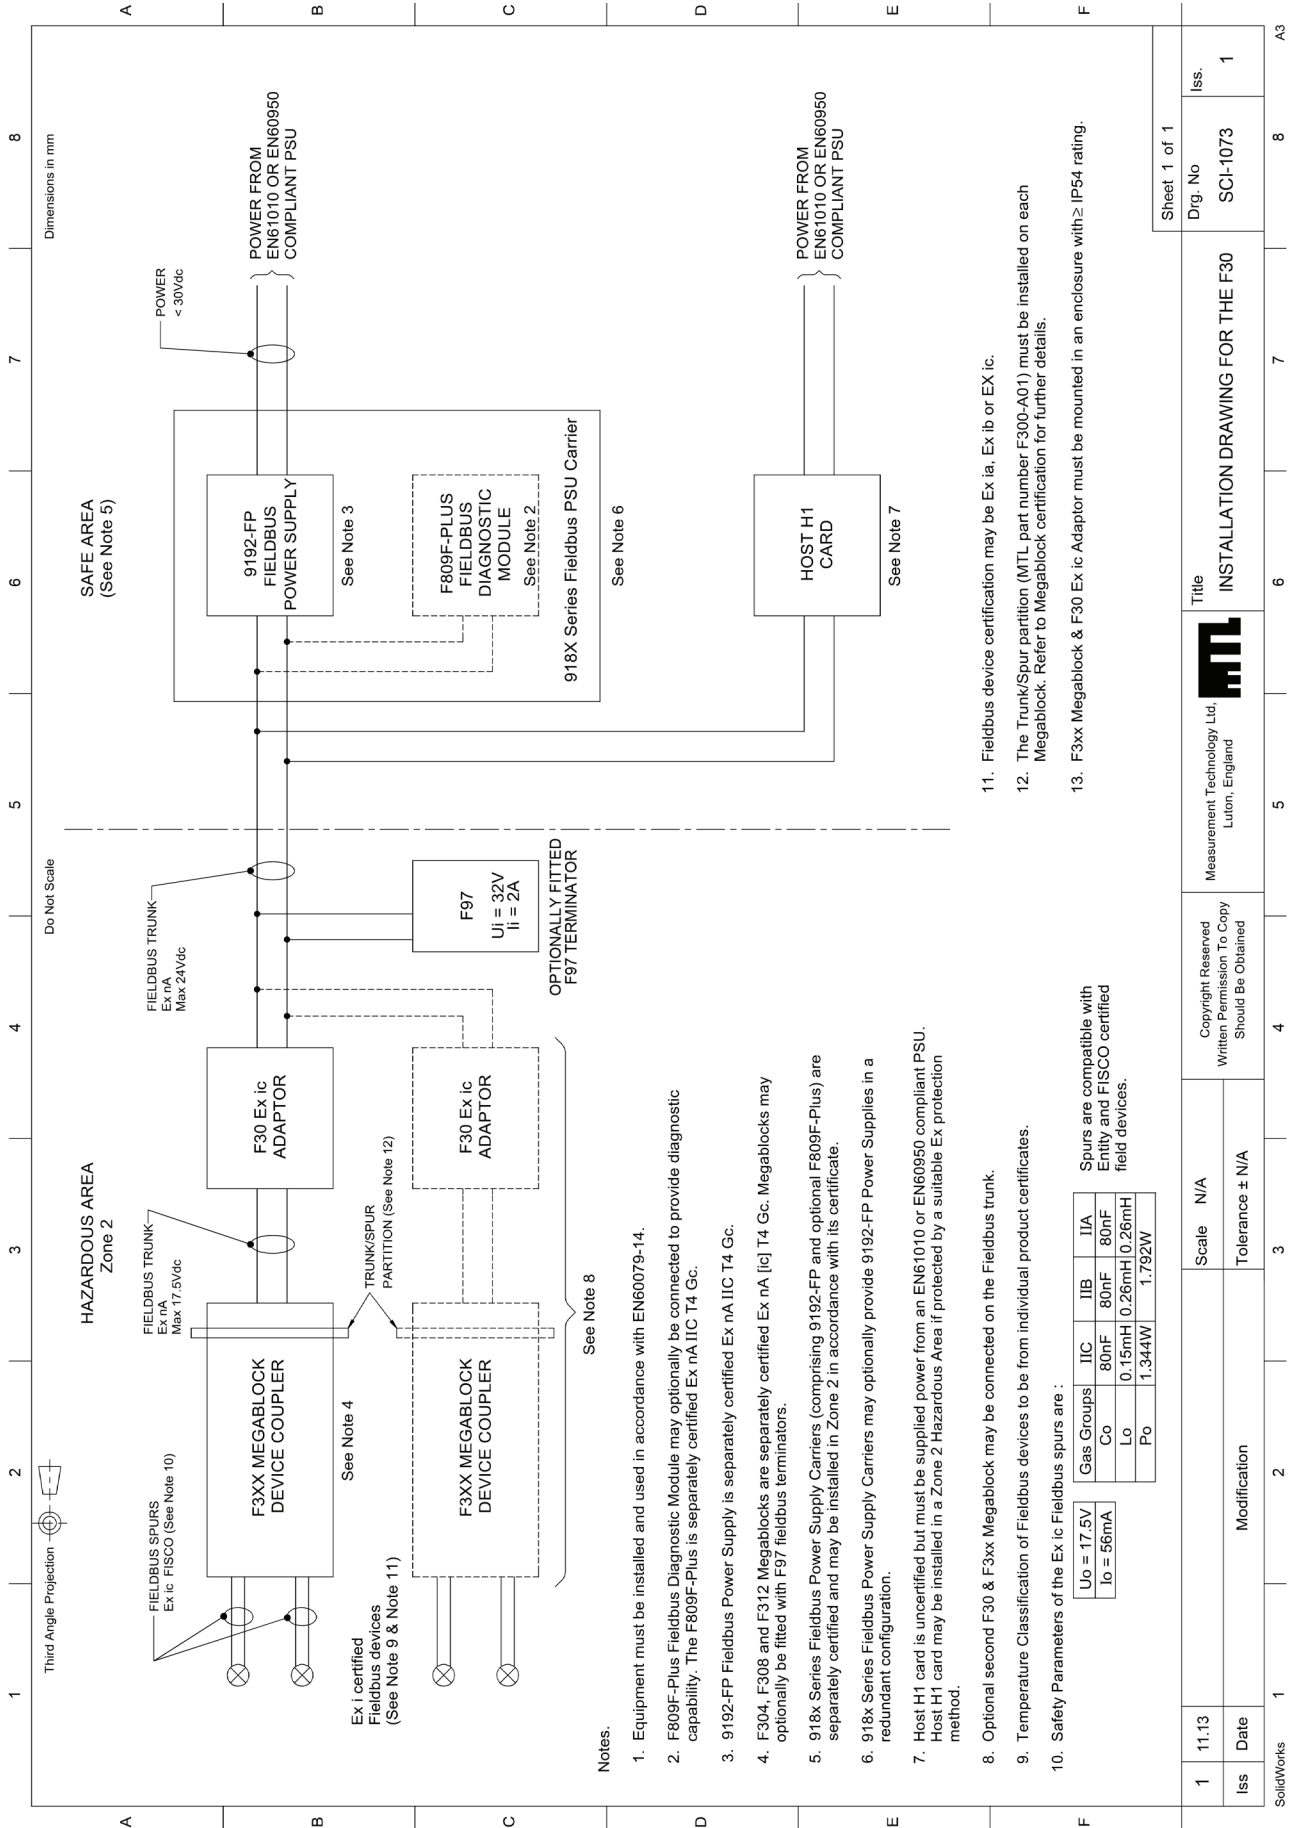 1
2
3
4
5
6
7
8
A
B
C
D
E
F
Third Angle Projection
Do Not Scale
Dimensions in mm
HAZARDOUS AREA
Zone 2
SAFE AREA
(See Note 5)
FIELDBUS SPURS
Ex ic FISCO (See Note 10)
FIELDBUS TRUNK
Ex nA
Max 17.5Vdc
FIELDBUS TRUNK
Ex nA
Max 24Vdc
POWER
< 30Vdc
F3XX MEGABLOCK
DEVICE COUPLER
See Note 4
F30 Ex ic
ADAPTOR
9192-FP
FIELDBUS
POWER SUPPLY
See Note 3
POWER FROM
EN61010 OR EN60950
COMPLIANT PSU
TRUNK/SPUR
PARTITION (See Note 12)
Ex i certified
Fieldbus devices
(See Note 9 & Note 11)
F3XX MEGABLOCK
DEVICE COUPLER
F30 Ex ic
ADAPTOR
See Note 8
F97
Ui = 32V
Ii = 2A
OPTIONALLY FITTED
F97 TERMINATOR
F809F-PLUS
FIELDBUS
DIAGNOSTIC
MODULE
See Note 2
918X Series Fieldbus PSU Carrier
See Note 6
HOST H1
CARD
See Note 7
POWER FROM
EN61010 OR EN60950
COMPLIANT PSU
Notes.
1. Equipment must be installed and used in accordance with EN60079-14.
2. F809F-Plus Fieldbus Diagnostic Module may optionally be connected to provide diagnostic
capability. The F809F-Plus is separately certified Ex nA IIC T4 Gc.
3. 9192-FP Fieldbus Power Supply is separately certified Ex nA IIC T4 Gc.
4. F304, F308 and F312 Megablocks are separately certified Ex nA [ic] T4 Gc. Megablocks may
optionally be fitted with F97 fieldbus terminators.
5. 918x Series Fieldbus Power Supply Carriers (comprising 9192-FP and optional F809F-Plus) are
separately certified and may be installed in Zone 2 in accordance with its certificate.
6. 918x Series Fieldbus Power Supply Carriers may optionally provide 9192-FP Power Supplies in a
redundant configuration.
7. Host H1 card is uncertified but must be supplied power from an EN61010 or EN60950 compliant PSU.
Host H1 card may be installed in a Zone 2 Hazardous Area if protected by a suitable Ex protection
method.
8. Optional second F30 & F3xx Megablock may be connected on the Fieldbus trunk.
9. Temperature Classification of Fieldbus devices to be from individual product certificates.
10. Safety Parameters of the Ex ic Fieldbus spurs are :
Uo = 17.5V
Io = 56mA
Gas Groups IIC IIB IIA
Co 80nF 80nF 80nF
Lo 0.15mH 0.26mH 0.26mH
Po 1.344W 1.792W
Spurs are compatible with
Entity and FISCO certified
field devices.
11. Fieldbus device certification may be Ex ia, Ex ib or EX ic.
12. The Trunk/Spur partition (MTL part number F300-A01) must be installed on each
Megablock. Refer to Megablock certification for further details.
13. F3xx Megablock & F30 Ex ic Adaptor must be mounted in an enclosure with≥ IP54 rating.
Sheet 1 of 1
1 11.13
Iss Date
Modification
Scale N/A
Tolerance ± N/A
Copyright Reserved
Written Permission To Copy
Should Be Obtained
Measurement Technology Ltd,
Luton, England
MTL
Title
INSTALLATION DRAWING FOR THE F30
Drg. No
SCI-1073
Iss.
1
SolidWorks
1
2
3
4
5
6
7
8
A3
A
B
C
D
E
F